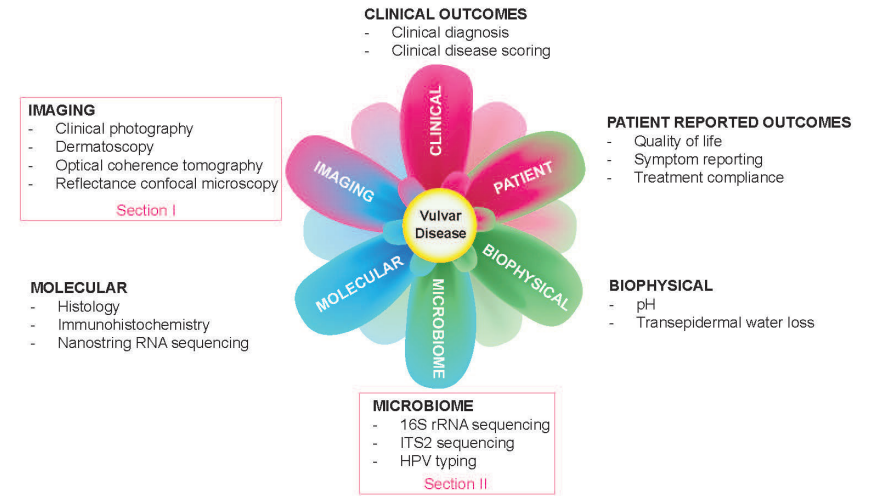 CLINICAL OUTCOMES
- Clinical diagnosis
- Clinical disease scoring
IMAGING
- Clinical photography
- Dermatoscopy
- Optical coherence tomography
- Reflectance confocal microscopy
Section I
PATIENT REPORTED OUTCOMES
- Quality of life
- Symptom reporting
- Treatment compliance
CLINICAL
IMAGING
PATIENT
Vulvar
Disease
MOLECULAR
BIOPHYSICAL
MICROBIOME
MOLECULAR
- Histology
- Immunohistochemistry
- Nanostring RNA sequencing
BIOPHYSICAL
- pH
- Transepidermal water loss
MICROBIOME
- 16S rRNA sequencing
- ITS2 sequencing
- HPV typing
Section II